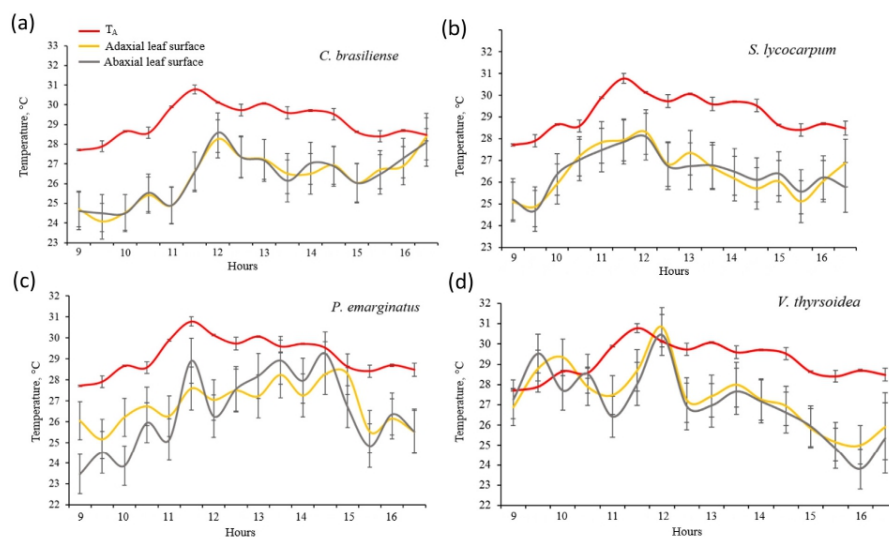 (a)
T_A
Adaxial leaf surface
Abaxial leaf surface
C. brasiliense
Temperature, °C
33
32
31
30
29
28
27
26
25
24
23
9 10 11 12 13 14 15 16
Hours
(b)
S. lycocarpum
Temperature, °C
33
32
31
30
29
28
27
26
25
24
23
9 10 11 12 13 14 15 16
Hours
(c)
P. emarginatus
Temperature, °C
32
31
30
29
28
27
26
25
24
23
22
9 10 11 12 13 14 15 16
Hours
(d)
V. thyrsoidea
Temperature, °C
32
31
30
29
28
27
26
25
24
23
22
9 10 11 12 13 14 15 16
Hours